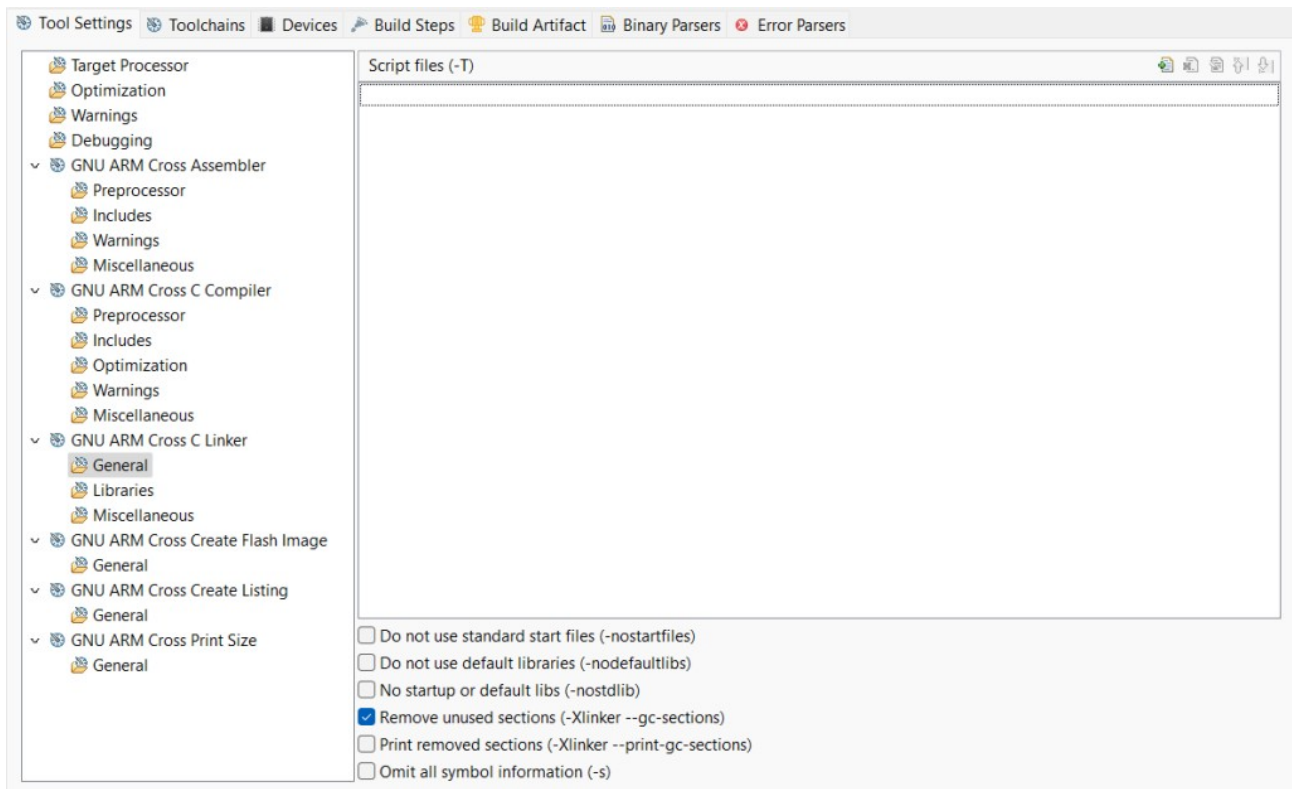 Tool Settings Toolchains Devices Build Steps Build Artifact Binary Parsers Error Parsers
Target Processor
Optimization
Warnings
Debugging
GNU ARM Cross Assembler
Preprocessor
Includes
Warnings
Miscellaneous
GNU ARM Cross C Compiler
Preprocessor
Includes
Optimization
Warnings
Miscellaneous
GNU ARM Cross C Linker
General
Libraries
Miscellaneous
GNU ARM Cross Create Flash Image
General
GNU ARM Cross Create Listing
General
GNU ARM Cross Print Size
General
Script files (-T)
Do not use standard start files (-nostartfiles)
Do not use default libraries (-nodefaultlibs)
No startup or default libs (-nostdlib)
Remove unused sections (-Xlinker --gc-sections)
Print removed sections (-Xlinker --print-gc-sections)
Omit all symbol information (-s)